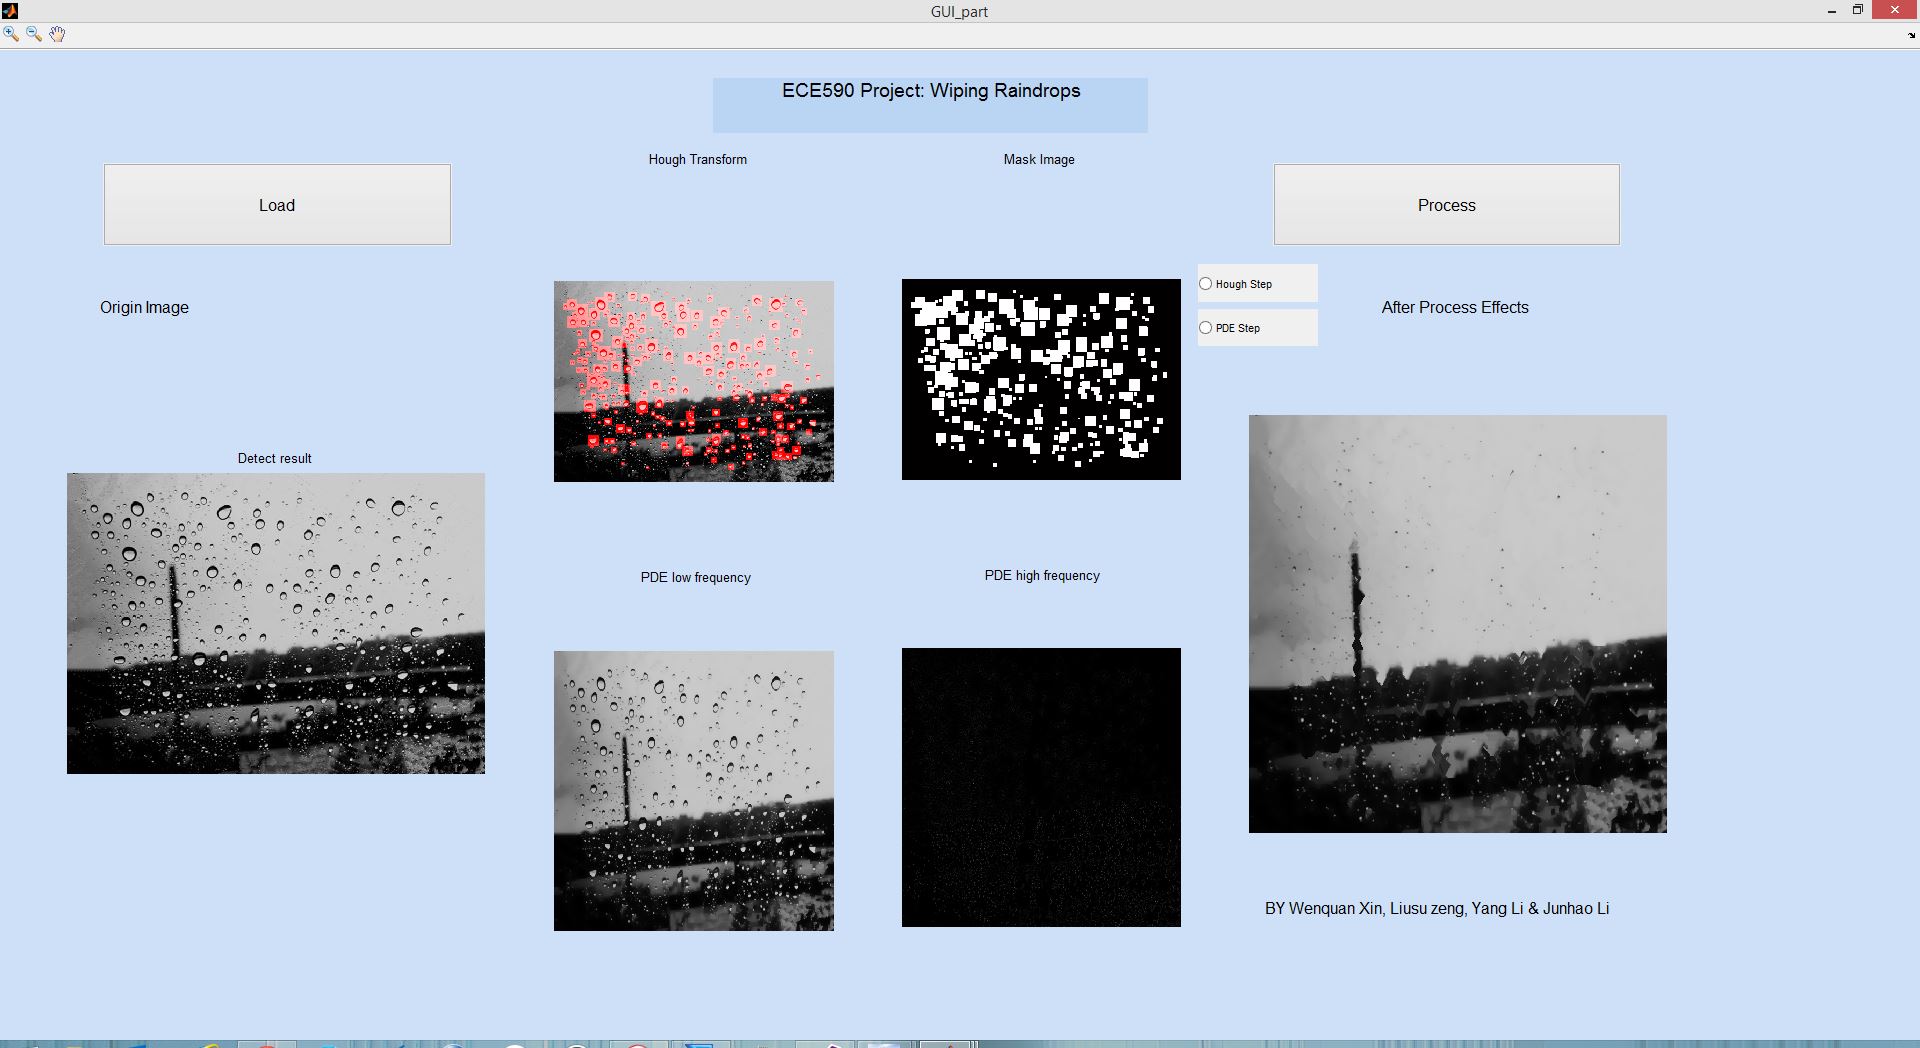 GUI_part
ECE590 Project: Wiping Raindrops
Hough Transform
Mask Image
Load
Process
Hough Step
Origin Image
After Process Effects
PDE Step
Detect result
PDE low frequency
PDE high frequency
BY Wenquan Xin, Liusu zeng, Yang Li & Junhao Li